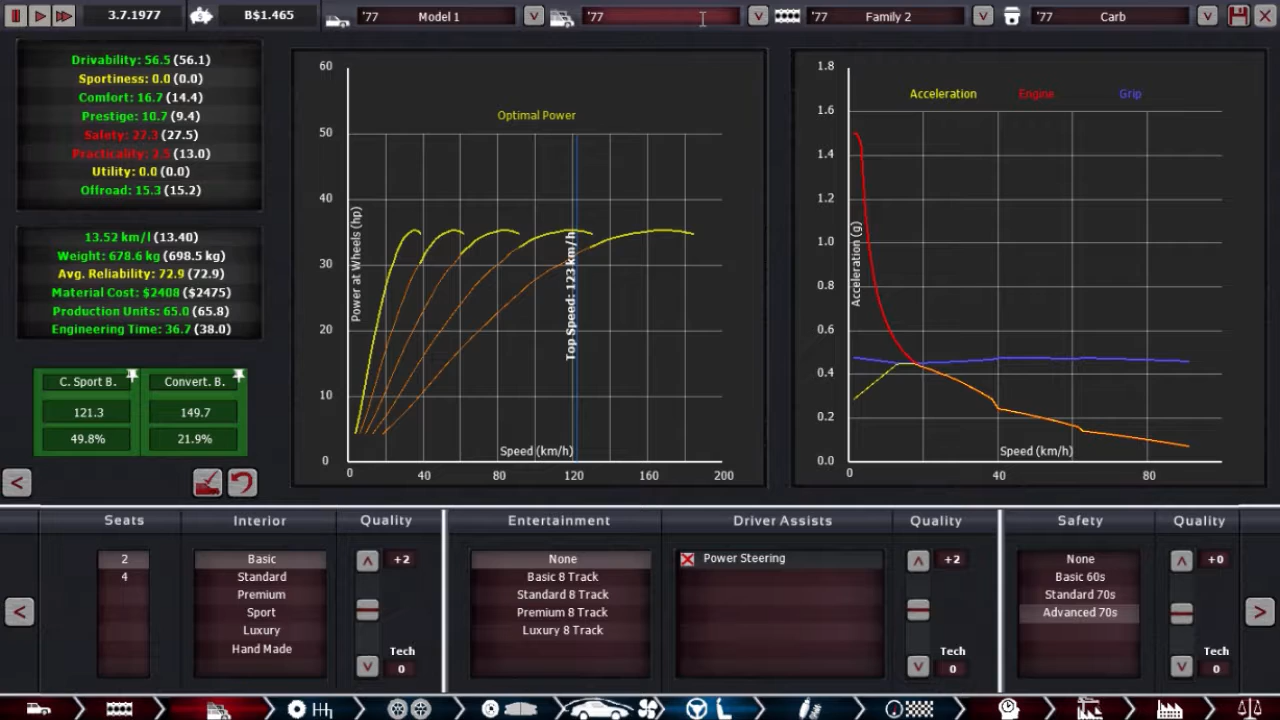 3.7.1977
B$1.465
'77 Model 1
'77
'77 Family 2
'77 Carb
Drivability: 56.5 (56.1)
Sportiness: 0.0 (0.0)
Comfort: 16.7 (14.4)
Prestige: 10.7 (9.4)
Safety: 27.3 (27.5)
Practicality: 2.5 (13.0)
Utility: 0.0 (0.0)
Offroad: 15.3 (15.2)
13.52 km/l (13.40)
Weight: 678.6 kg (698.5 kg)
Avg. Reliability: 72.9 (72.9)
Material Cost: $2408 ($2475)
Production Units: 65.0 (65.8)
Engineering Time: 36.7 (38.0)
C. Sport B.
121.3
49.8%
Convert. B.
149.7
21.9%
60
50
40
30
20
10
0
Power at Wheels (hp)
Optimal Power
Top Speed: 123 km/h
Speed (km/h)
0 40 80 120 160 200
1.8
1.6
1.4
1.2
1.0
0.8
0.6
0.4
0.2
0.0
Acceleration (g)
Acceleration Engine Grip
Speed (km/h)
0 40 80
Seats
2
4
Interior
Basic
Standard
Premium
Sport
Luxury
Hand Made
Quality
+2
Tech
0
Entertainment
None
Basic 8 Track
Standard 8 Track
Premium 8 Track
Luxury 8 Track
Driver Assists
Power Steering
Quality
+2
Tech
0
Safety
None
Basic 60s
Standard 70s
Advanced 70s
Quality
+0
Tech
0